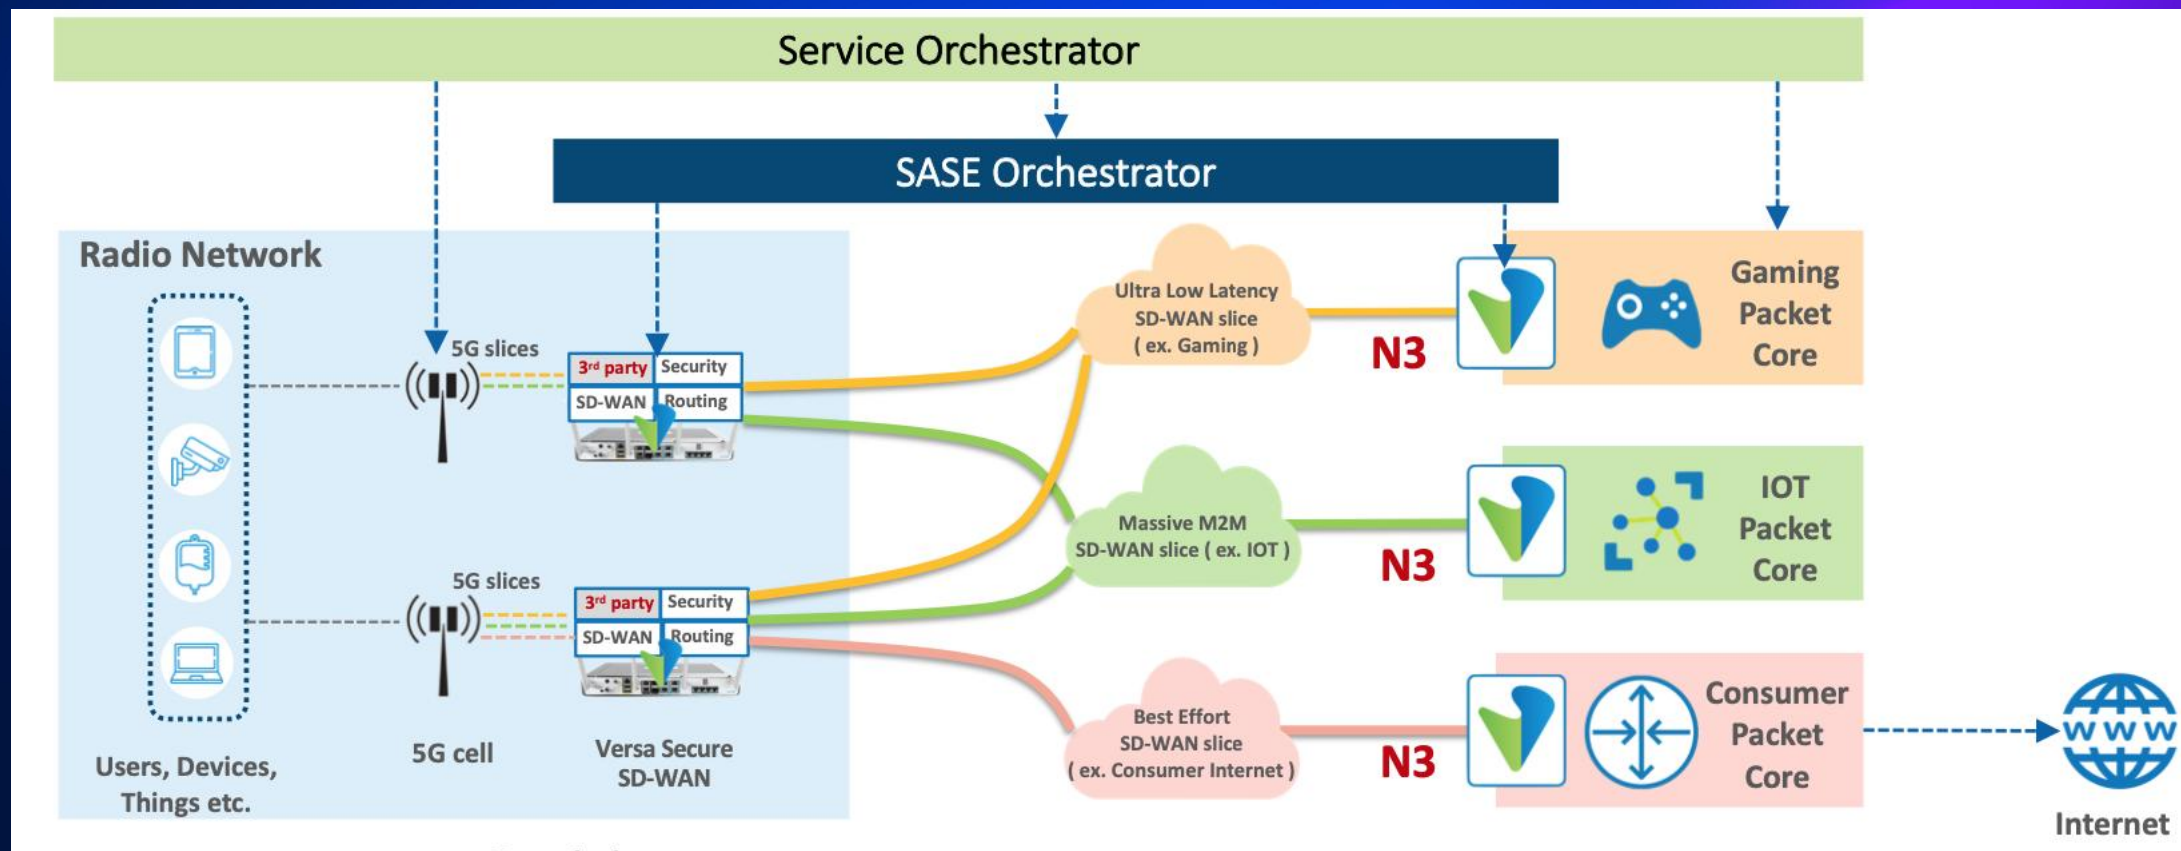 Service Orchestrator
SASE Orchestrator
Radio Network
5G slices
3rd party
Security
SD-WAN
Routing
5G slices
3rd party
Security
SD-WAN
Routing
Users, Devices,
Things etc.
5G cell
Versa Secure
SD-WAN
Ultra Low Latency
SD-WAN slice
( ex. Gaming )
N3
Gaming
Packet
Core
Massive M2M
SD-WAN slice ( ex. IOT )
N3
IOT
Packet
Core
Best Effort
SD-WAN slice
( ex. Consumer Internet )
N3
Consumer
Packet
Core
WWW
Internet